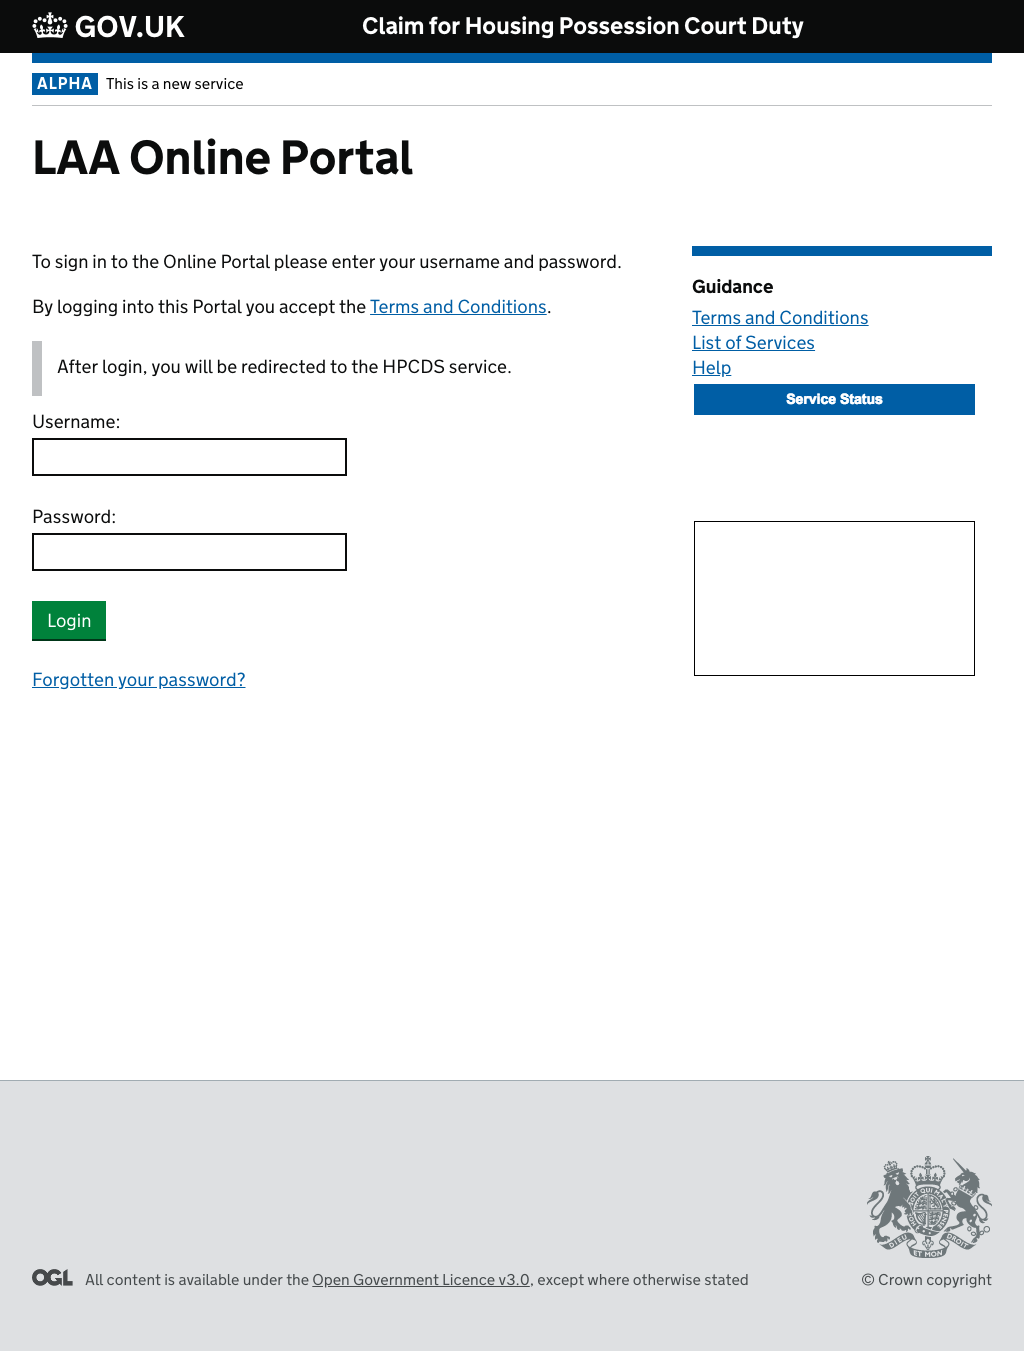 GOV.UK
Claim for Housing Possession Court Duty
ALPHA This is a new service
LAA Online Portal
To sign in to the Online Portal please enter your username and password.
By logging into this Portal you accept the Terms and Conditions.
After login, you will be redirected to the HPCDS service.
Username:
Password:
Login
Forgotten your password?
Guidance
Terms and Conditions
List of Services
Help
Service Status
DIEU ET MON DROIT
OGL All content is available under the Open Government Licence v3.0, except where otherwise stated
© Crown copyright